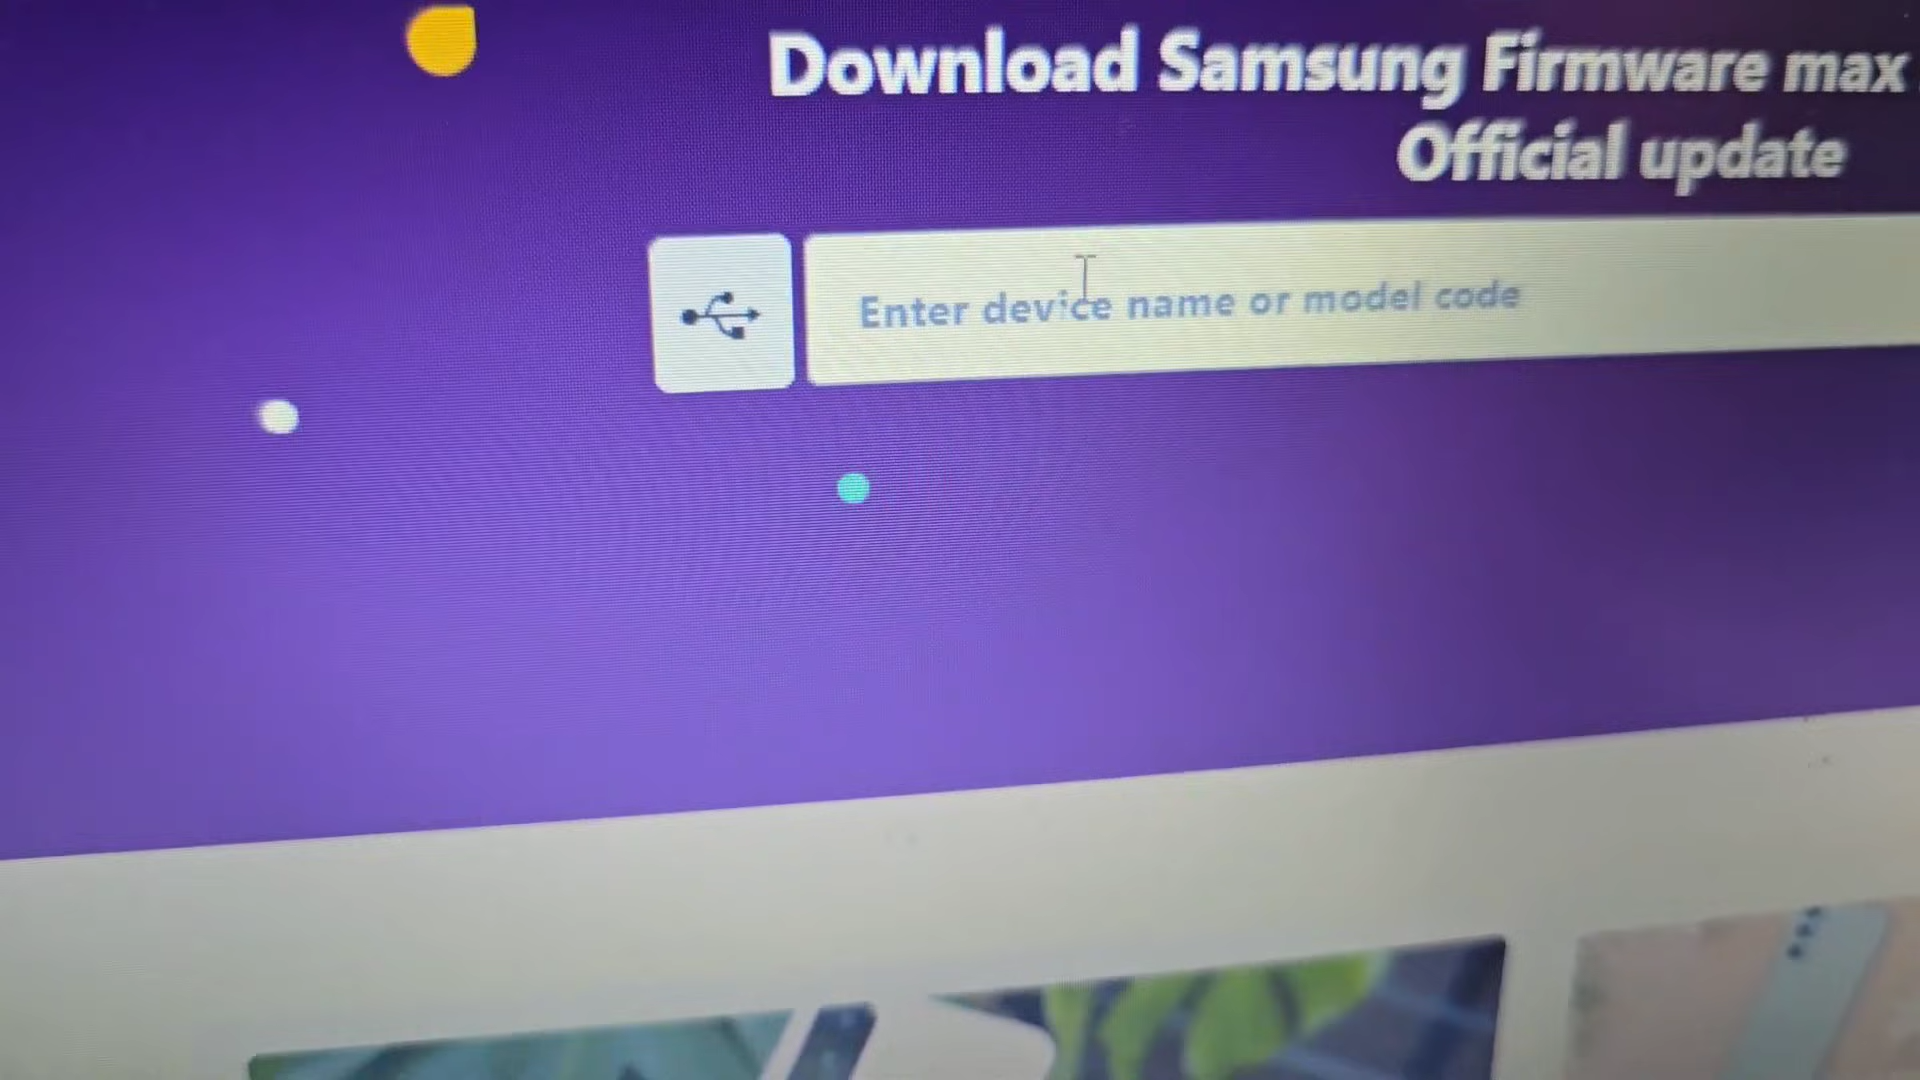 Download Samsung Firmware max
Official update
Enter device name or model code